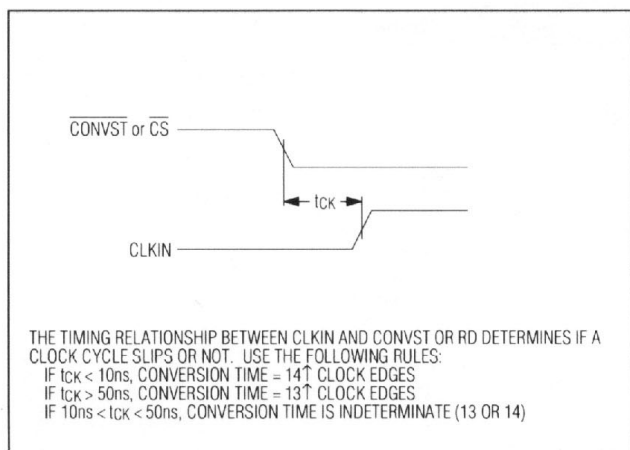 C̅O̅N̅V̅S̅T̅ or C̅S̅
tCK
CLKIN
THE TIMING RELATIONSHIP BETWEEN CLKIN AND CONVST OR RD DETERMINES IF A
CLOCK CYCLE SLIPS OR NOT. USE THE FOLLOWING RULES:
IF tCK < 10ns, CONVERSION TIME = 14↑ CLOCK EDGES
IF tCK > 50ns, CONVERSION TIME = 13↑ CLOCK EDGES
IF 10ns < tCK < 50ns, CONVERSION TIME IS INDETERMINATE (13 OR 14)